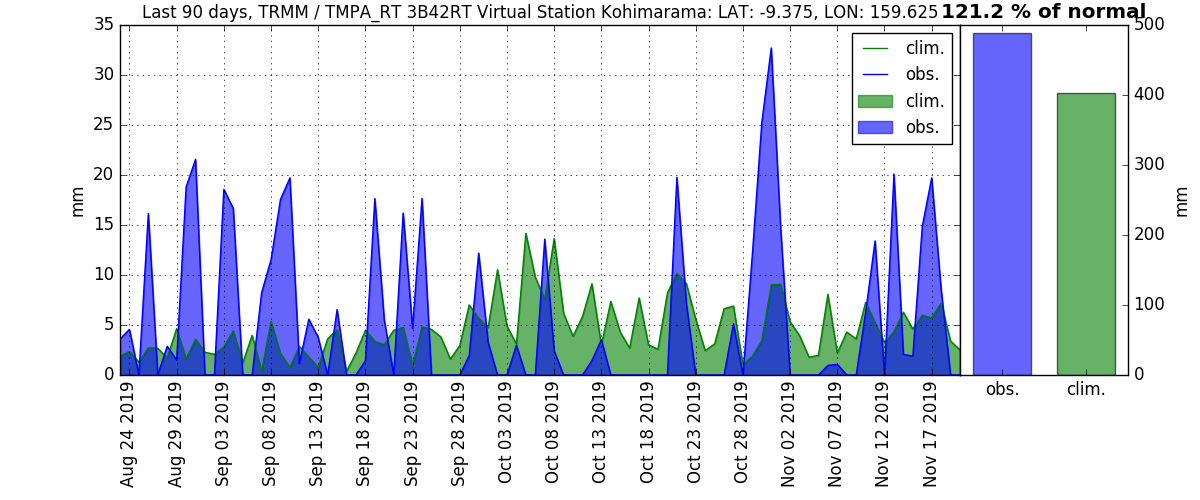 Last 90 days, TRMM / TMPA_RT 3B42RT Virtual Station Kohimarama: LAT: -9.375, LON: 159.625
121.2 % of normal
35
30
25
20
15
10
5
0
mm
clim.
obs.
clim.
obs.
Aug 24 2019
Aug 29 2019
Sep 03 2019
Sep 08 2019
Sep 13 2019
Sep 18 2019
Sep 23 2019
Sep 28 2019
Oct 03 2019
Oct 08 2019
Oct 13 2019
Oct 18 2019
Oct 23 2019
Oct 28 2019
Nov 02 2019
Nov 07 2019
Nov 12 2019
Nov 17 2019
500
400
300
200
100
0
mm
obs.
clim.